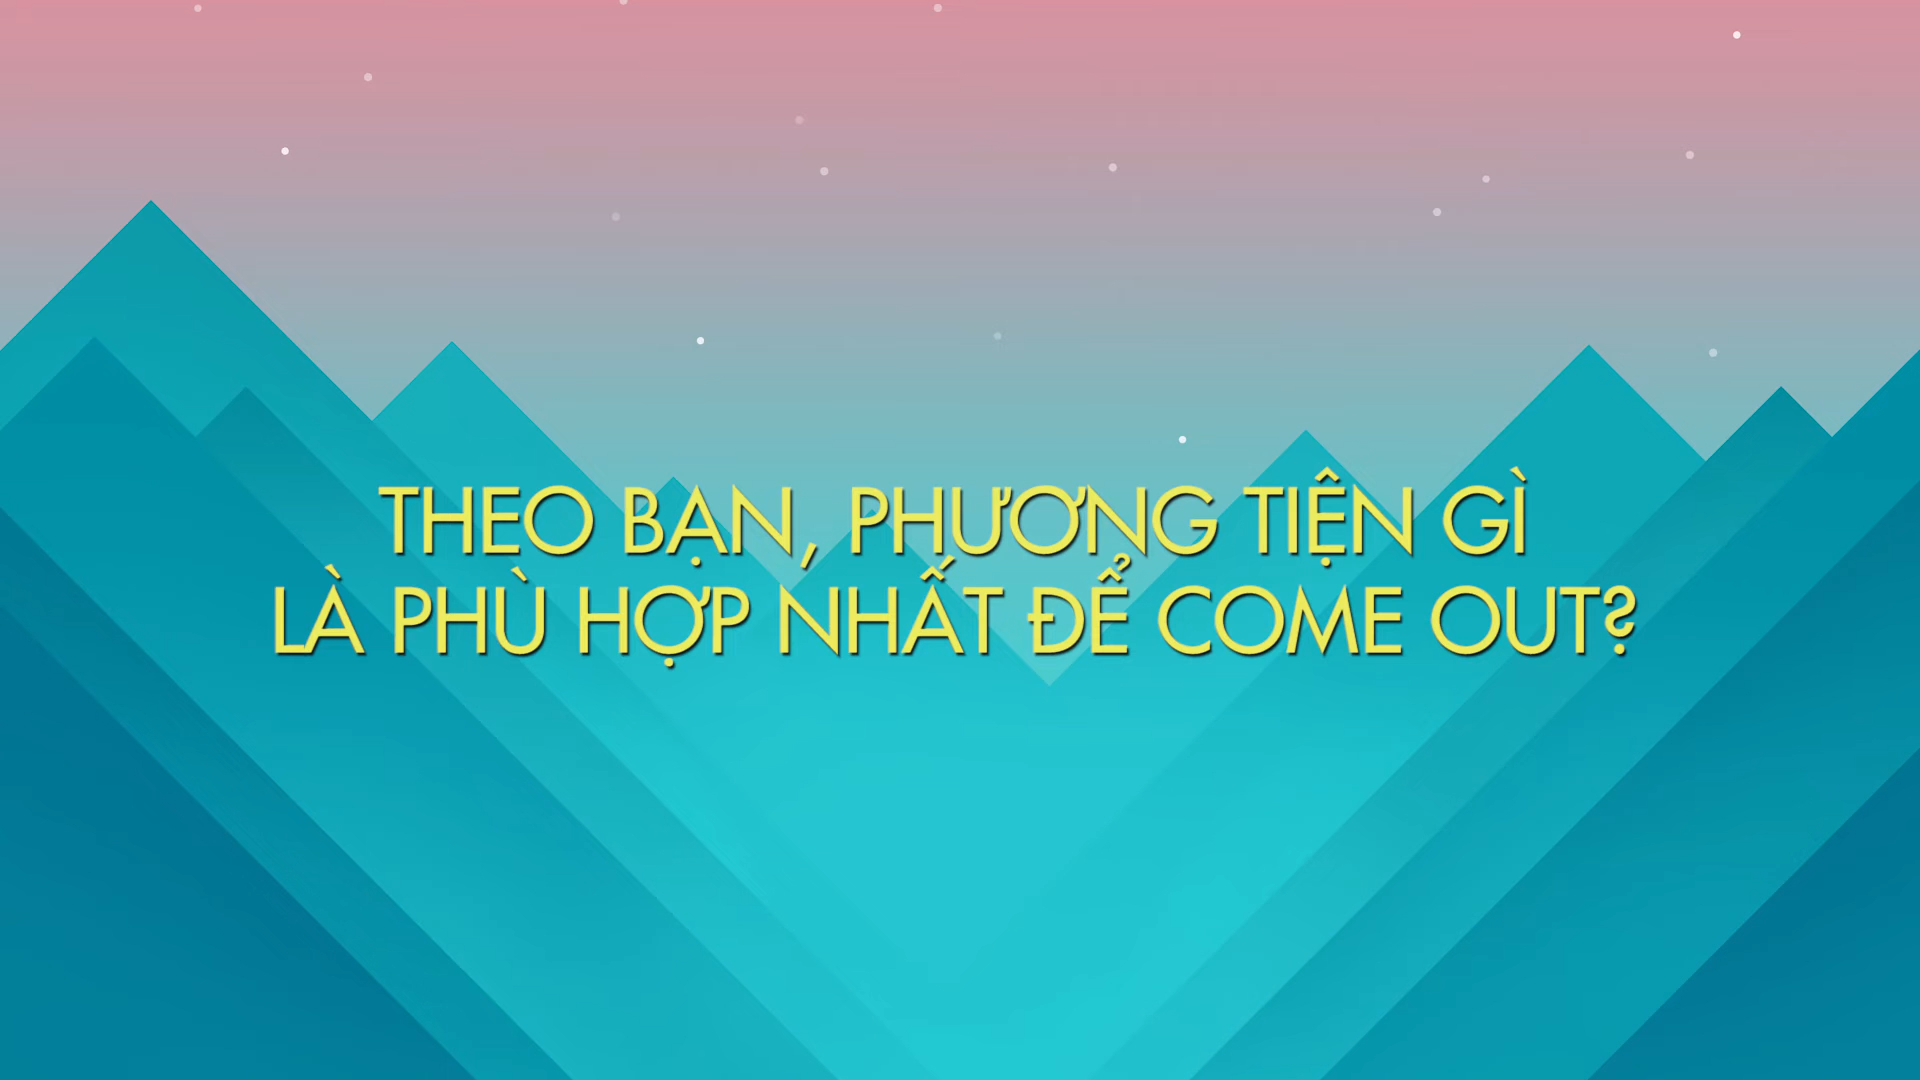 THEO BẠN, PHƯƠNG TIỆN GÌ
LÀ PHÙ HỢP NHẤT ĐỂ COME OUT?